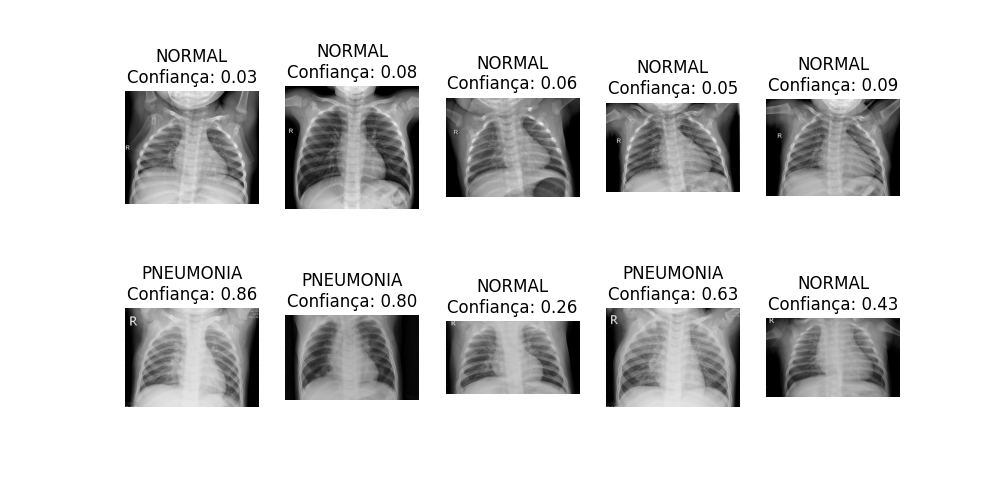 NORMAL
Confiança: 0.03
NORMAL
Confiança: 0.08
NORMAL
Confiança: 0.06
NORMAL
Confiança: 0.05
NORMAL
Confiança: 0.09
R
R
R
R
R
PNEUMONIA
Confiança: 0.86
PNEUMONIA
Confiança: 0.80
NORMAL
Confiança: 0.26
PNEUMONIA
Confiança: 0.63
NORMAL
Confiança: 0.43
R
R
R
R